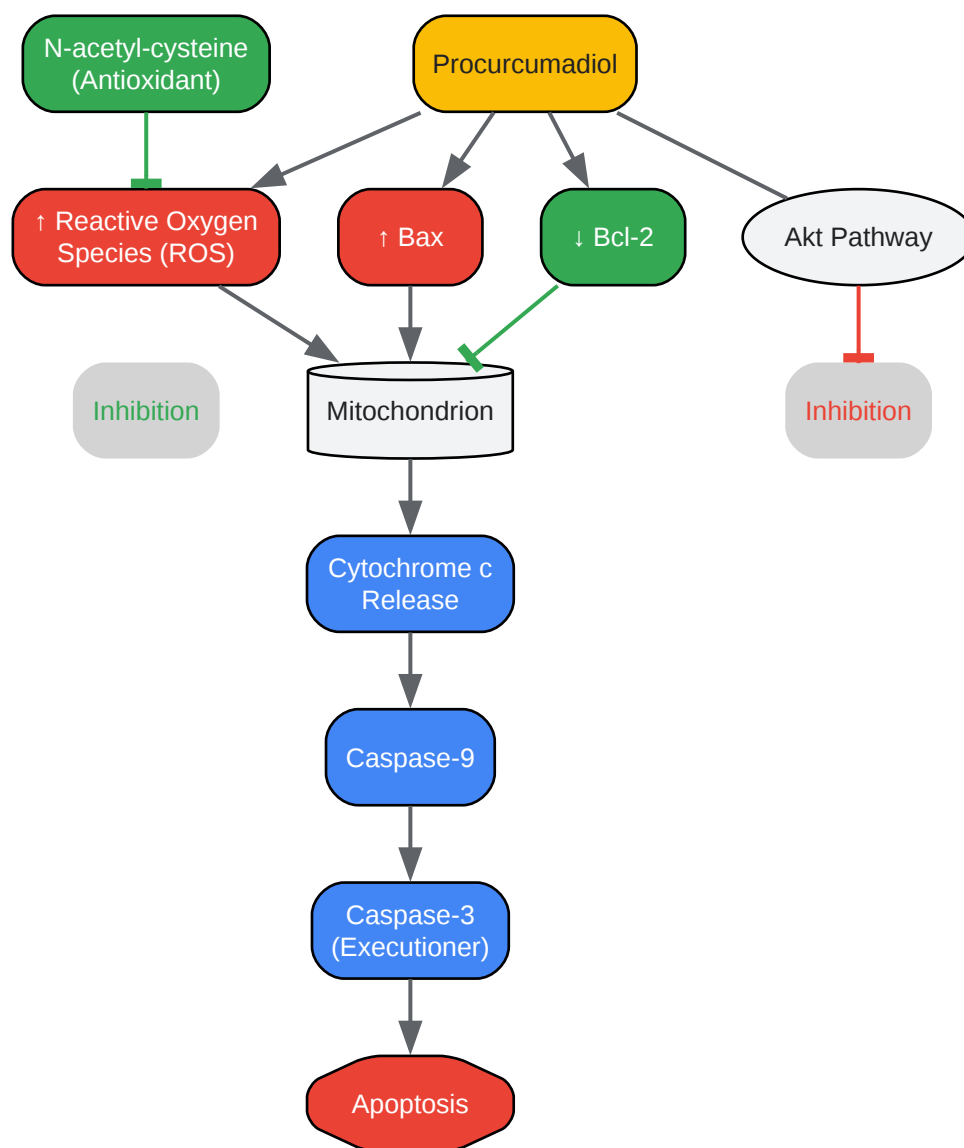 N-acetyl-cysteine
(Antioxidant)
Procurcumadiol
↑ Reactive Oxygen
Species (ROS)
↑ Bax
↓ Bcl-2
Akt Pathway
Inhibition
Mitochondrion
Inhibition
Cytochrome c
Release
Caspase-9
Caspase-3
(Executioner)
Apoptosis